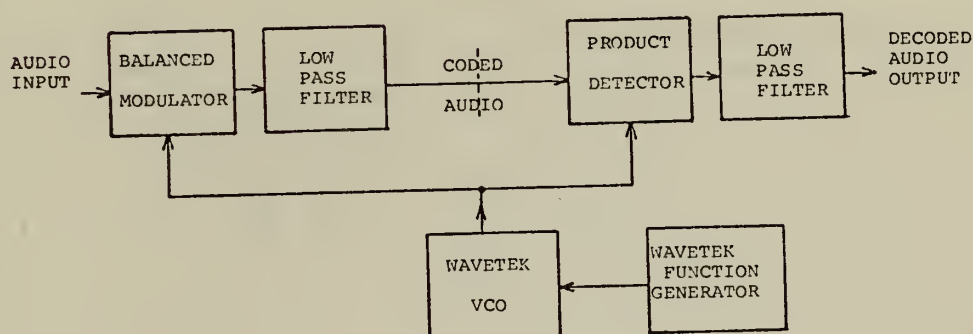 AUDIO
INPUT
BALANCED
MODULATOR
LOW
PASS
FILTER
CODED
AUDIO
PRODUCT
DETECTOR
LOW
PASS
FILTER
DECODED
AUDIO
OUTPUT
WAVETEK
VCO
WAVETEK
FUNCTION
GENERATOR